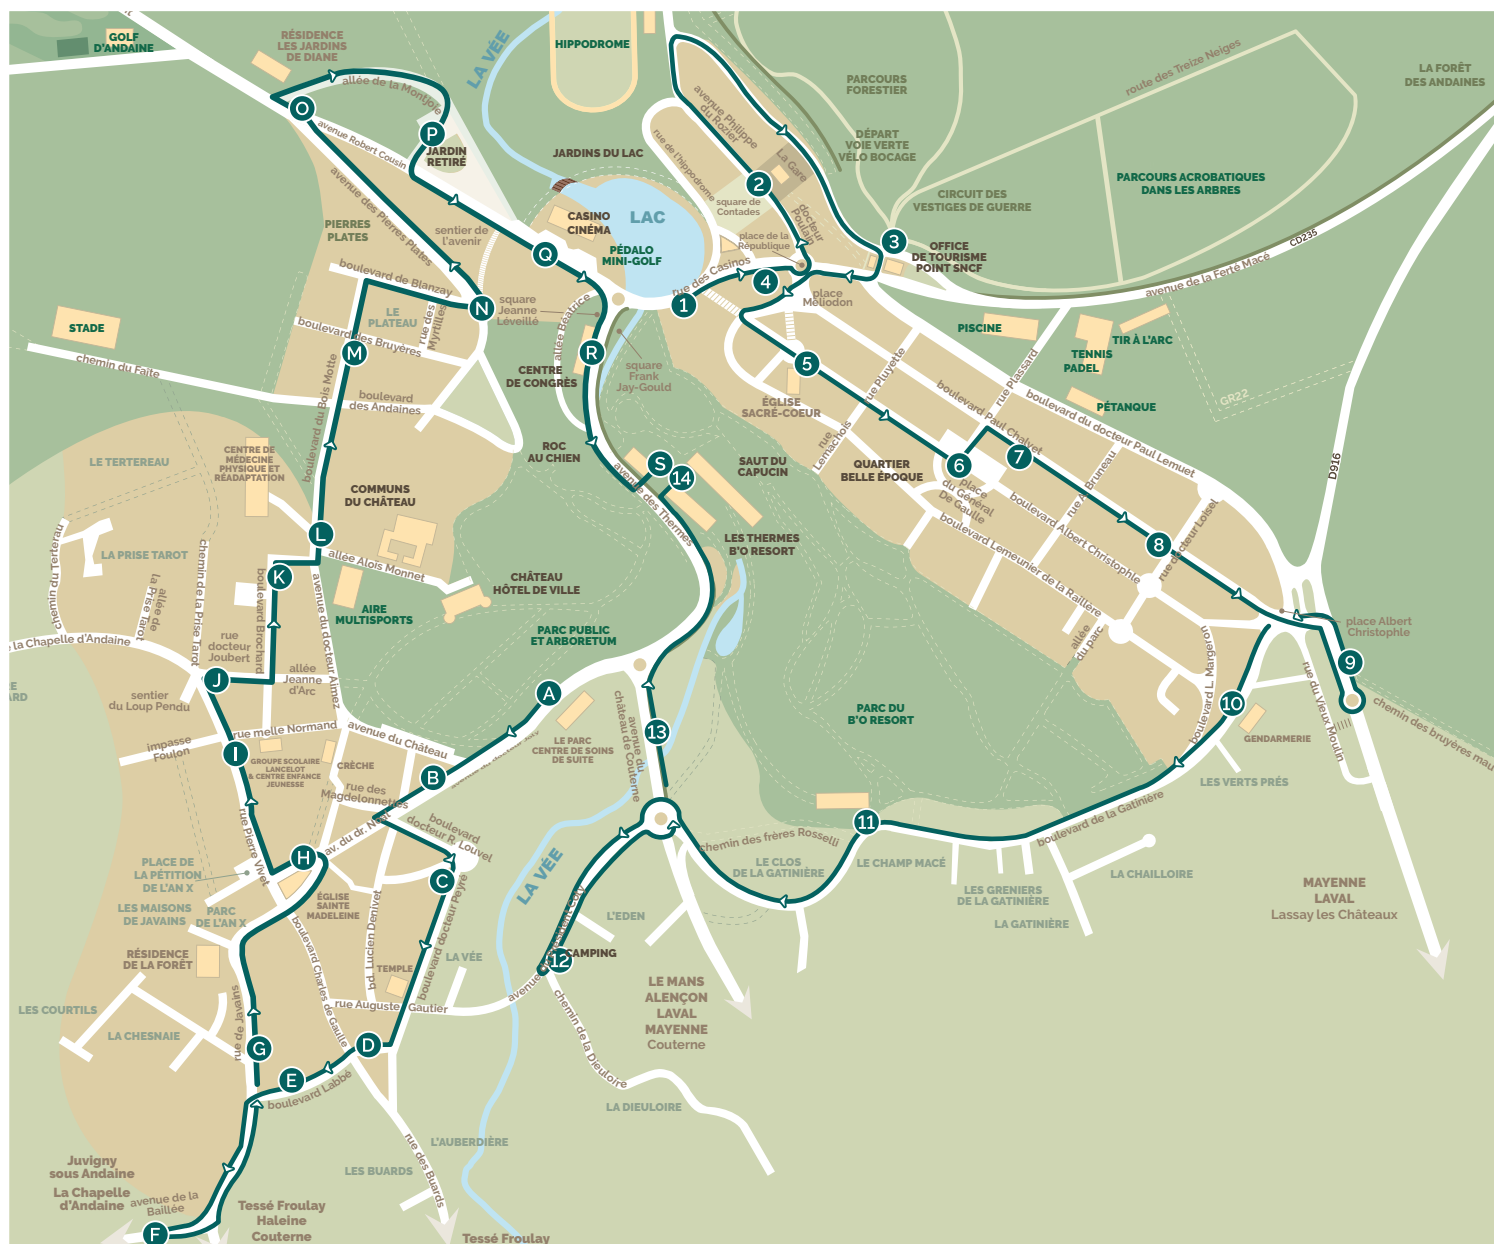 GOLF
D'ANDAINE
RÉSIDENCE
LES JARDINS
DE DIANE
LA VÉE
HIPPODROME
PARCOURS
FORESTIER
route des Treize Neiges
LA FORÊT
DES ANDAINES
allée de la Montjoie
avenue Robert Cousin
O
P
JARDIN
RETIRÉ
avenue Philippe
du Rozier
rue de l'hippodrome
La Gare
DÉPART
VOIE VERTE
VÉLO BOCAGE
JARDINS DU LAC
PARCOURS ACROBATIQUES
DANS LES ARBRES
2
square de
Contades
docteur
Poulain
CIRCUIT DES
VESTIGES DE GUERRE
avenue des Pierres Plates
PIERRES
PLATES
sentier de
l'avenir
CASINO
CINÉMA
LAC
PÉDALO
MINI-GOLF
place de la
République
3
OFFICE
DE TOURISME
POINT SNCF
CD235
avenue de la Ferté Macé
Q
rue des Casinos
4
1
place
Méliodon
boulevard de Blanzay
N
square
Jeanne
Léveillé
LE
PLATEAU
rue des
Myrtilles
boulevard des Bruyères
M
STADE
chemin du Faite
allée Béatrice
R
CENTRE
DE CONGRÈS
square
Frank
Jay-Gould
5
ÉGLISE
SACRÉ-COEUR
rue Pluyette
PISCINE
TIR À L'ARC
TENNIS
PADEL
rue Plassard
PÉTANQUE
GR22
boulevard
des Andaines
boulevard du Bois Motte
boulevard Paul Chalvet
boulevard du docteur Paul Lemuet
rue
Lemachois
ROC
AU CHIEN
S
14
SAUT DU
CAPUCIN
QUARTIER
BELLE ÉPOQUE
6
7
place
du Général
De Gaulle
rue A. Bruneau
D916
LE TERTEREAU
CENTRE DE
MÉDECINE
PHYSIQUE ET
RÉADAPTATION
COMMUNS
DU CHÂTEAU
avenue des Thermes
LES THERMES
B'O RESORT
boulevard Albert Christophe
boulevard Lemeunier de la Raillère
8
rue docteur Loisel
LA PRISE TAROT
chemin du Terterau
chemin de la Prise Tarot
allée de
la Prise Tarot
L
K
allée Alois Monnet
CHÂTEAU
HÔTEL DE VILLE
AIRE
MULTISPORTS
PARC PUBLIC
ET ARBORETUM
boulevard Brochard
avenue du docteur Aimez
rue
docteur
Joubert
allée
Jeanne
d'Arc
J
sentier
du Loup Pendu
la Chapelle d'Andaine
allée
du parc
place Albert
Christophe
9
rue du Vieux Moulin
boulevard L. Margeron
10
GENDARMERIE
LES VERTS PRÉS
PARC DU
B'O RESORT
A
LE PARC
CENTRE DE SOINS
DE SUITE
avenue du
château de Couterne
13
impasse
Foulon
I
rue melle Normand
avenue du Château
GROUPE SCOLAIRE
LANCELOT
& CENTRE ENFANCE
JEUNESSE
CRÈCHE
B
rue des
Magdelonnettes
av. du dr. Noal
boulevard
docteur R. Louvel
rue Pierre Vivet
H
C
PLACE DE
LA PÉTITION
DE L'AN X
LES MAISONS
DE JAVAINS
PARC
DE L'AN X
ÉGLISE
SAINTE
MADELEINE
RÉSIDENCE
DE LA FORÊT
boulevard Charles de Gaulle
bd. Lucien Denivet
TEMPLE
boulevard docteur Peyré
LA VÉE
rue Auguste Gautier
LA VÉE
L'EDEN
12
CAMPING
chemin des frères Rosselli
11
LE CLOS
DE LA GATINIÈRE
LE CHAMP MACÉ
boulevard de la Gatinière
LES GRENIERS
DE LA GATINIÈRE
LA GATINIÈRE
LA CHAILLOIRE
MAYENNE
LAVAL
Lassay les Châteaux
LE MANS
ALENÇON
LAVAL
MAYENNE
Couterne
LES COURTILS
LA CHESNAIE
rue de Javains
G
E
D
boulevard Labbé
chemin de la Dieuloire
LA DIEULOIRE
L'AUBERDIÈRE
LES BUARDS
rue des Buards
Juvigny
sous Andaine
La Chapelle
d'Andaine
avenue de la
Baillée
F
Tessé Froulay
Haleine
Couterne
Tessé Froulay